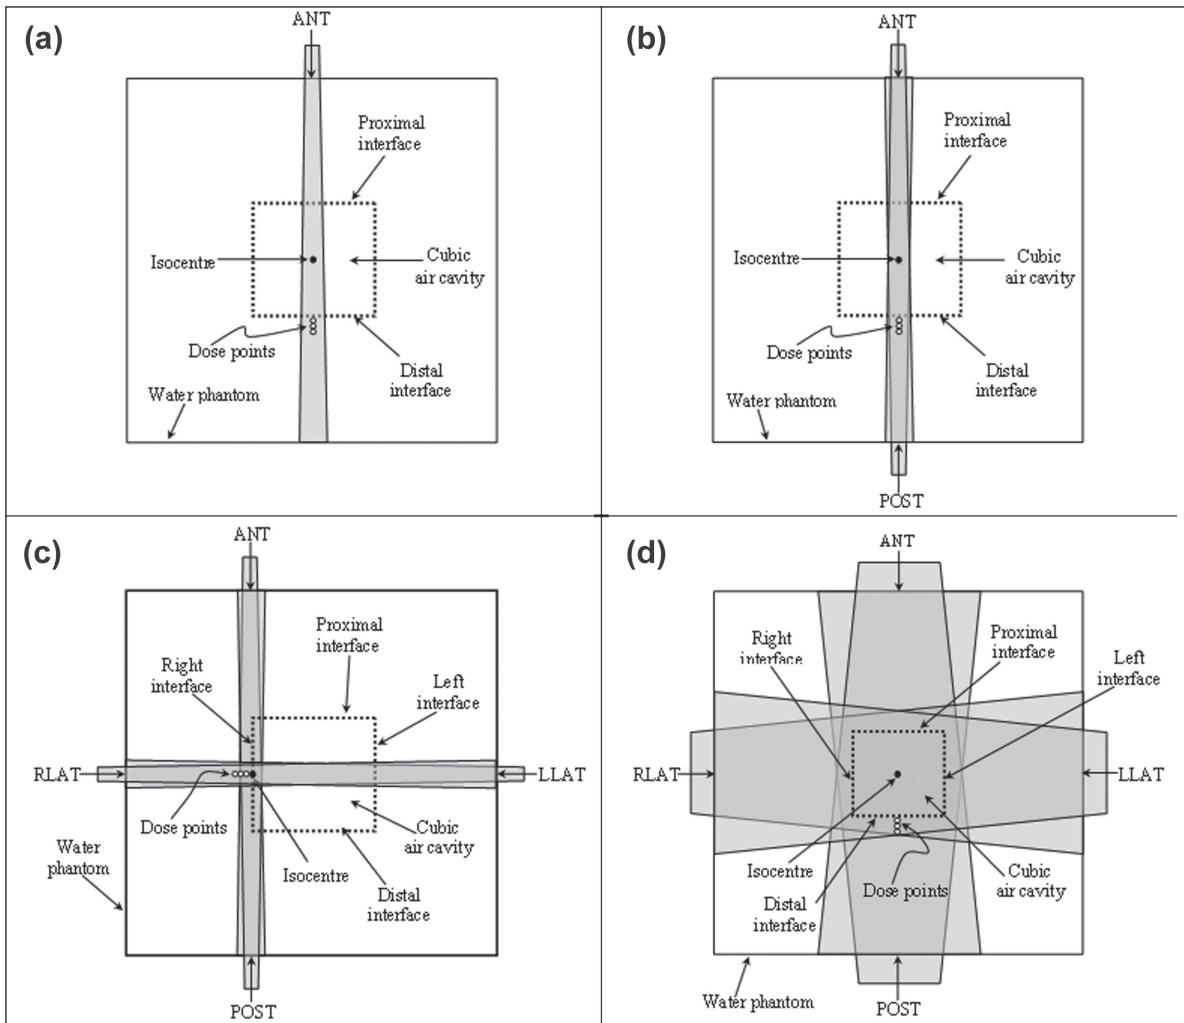 (a)
ANT
Proximal
interface
Isocentre
Cubic
air cavity
Dose points
Distal
interface
Water phantom
(b)
ANT
Proximal
interface
Isocentre
Cubic
air cavity
Dose points
Distal
interface
Water phantom
POST
(c)
ANT
Proximal
interface
Right
interface
Left
interface
RLAT
LLAT
Dose points
Water
phantom
Cubic
air cavity
Isocentre
Distal
interface
POST
(d)
ANT
Proximal
interface
Right
interface
Left
interface
RLAT
LLAT
Isocentre
Dose points
Cubic
air cavity
Distal
interface
Water phantom
POST